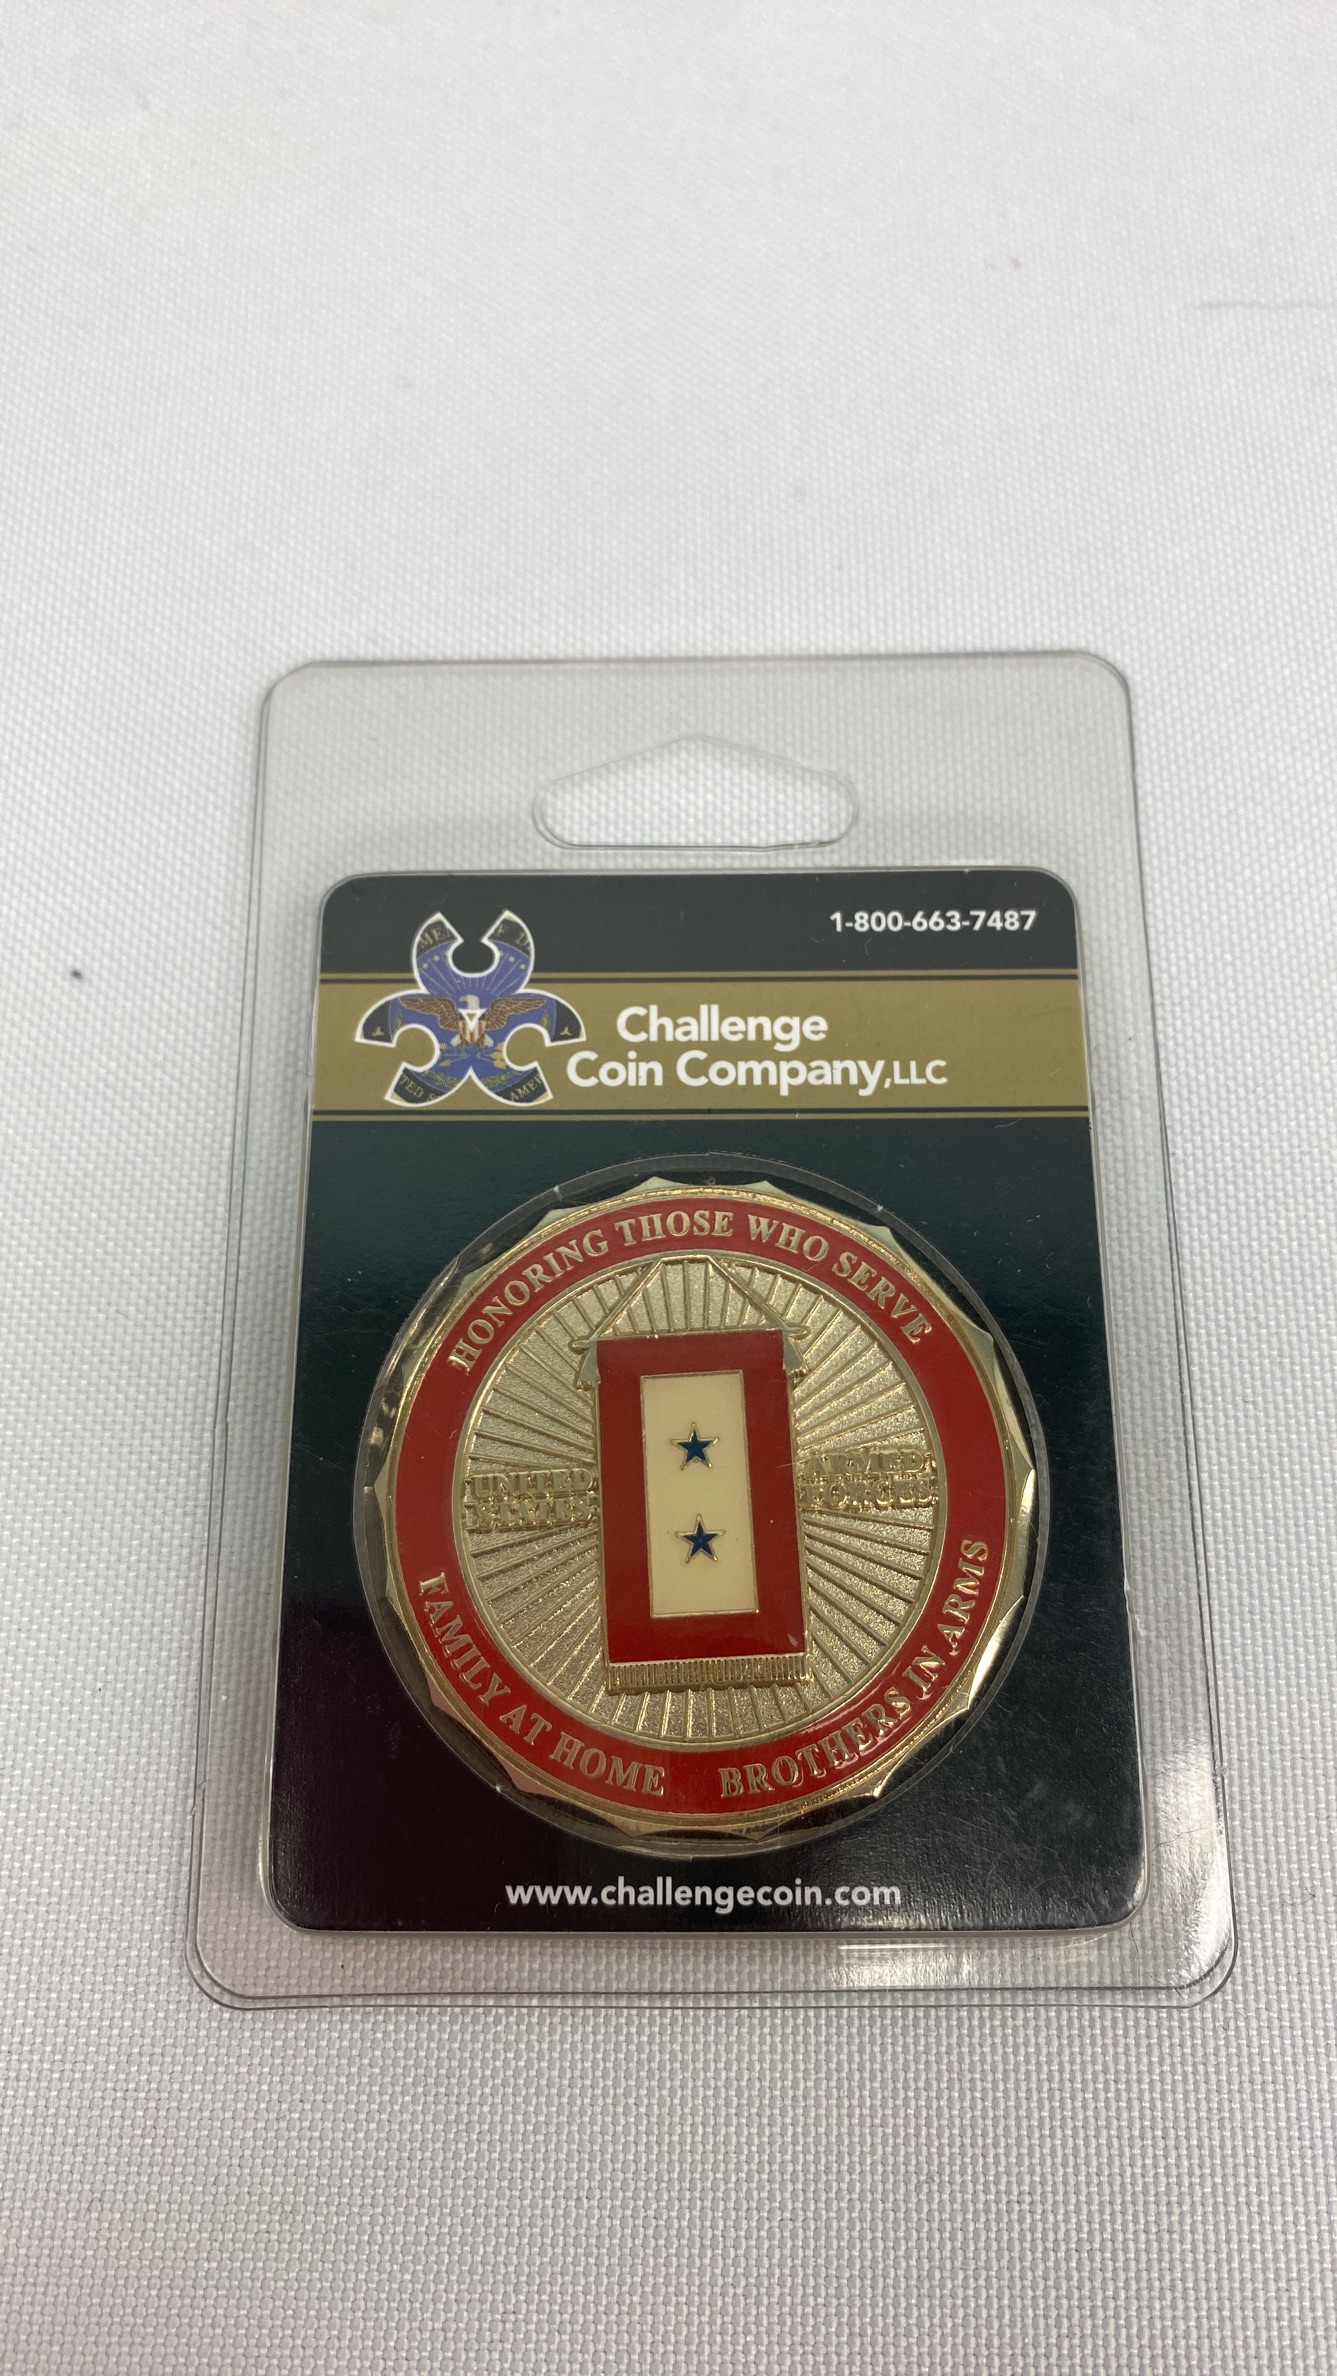 1-800-663-7487
Challenge
Coin Company,LLC
HONORING THOSE WHO SERVE
UNITED
STATES
ARMED
FORCES
FAMILY AT HOME
BROTHERS IN ARMS
www.challengecoin.com